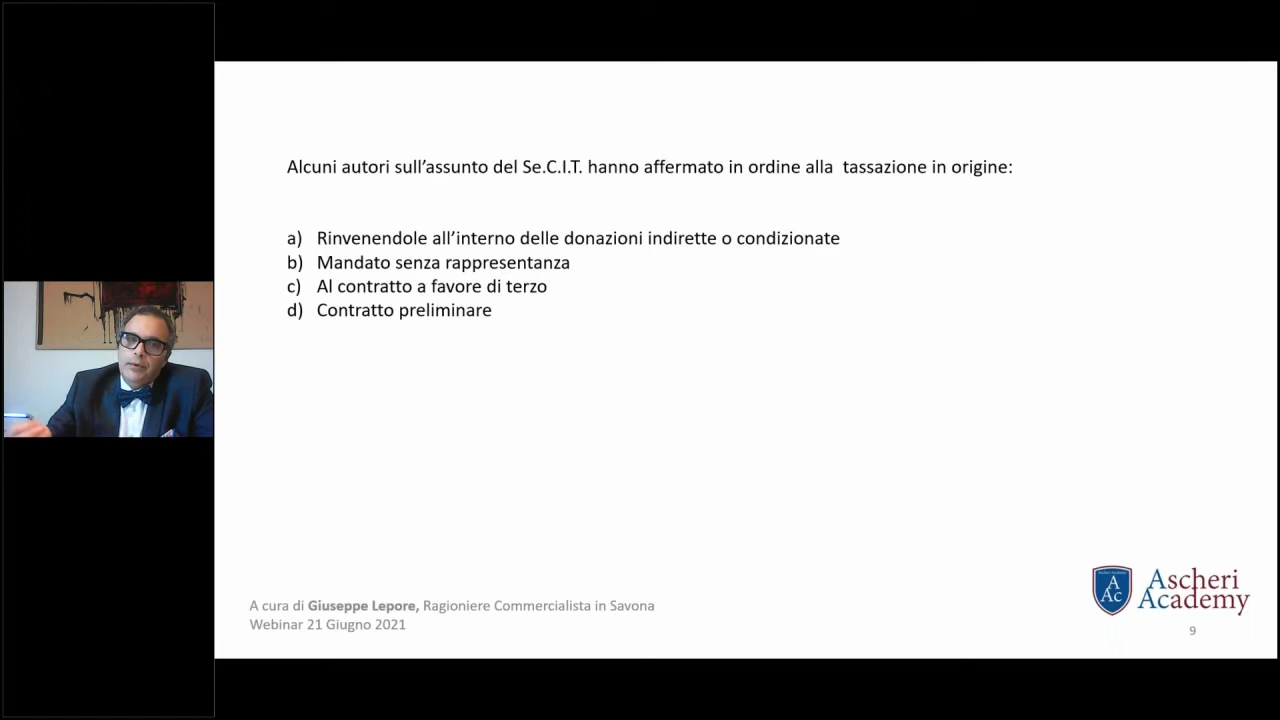 Alcuni autori sull’assunto del Se.C.I.T. hanno affermato in ordine alla  tassazione in origine:
a) Rinvenendole all’interno delle donazioni indirette o condizionate
b) Mandato senza rappresentanza
c) Al contratto a favore di terzo
d) Contratto preliminare
A cura di Giuseppe Lepore, Ragioniere Commercialista in Savona
Webinar 21 Giugno 2021
Ascheri Academy
A
Ac
Ascheri
Academy
9